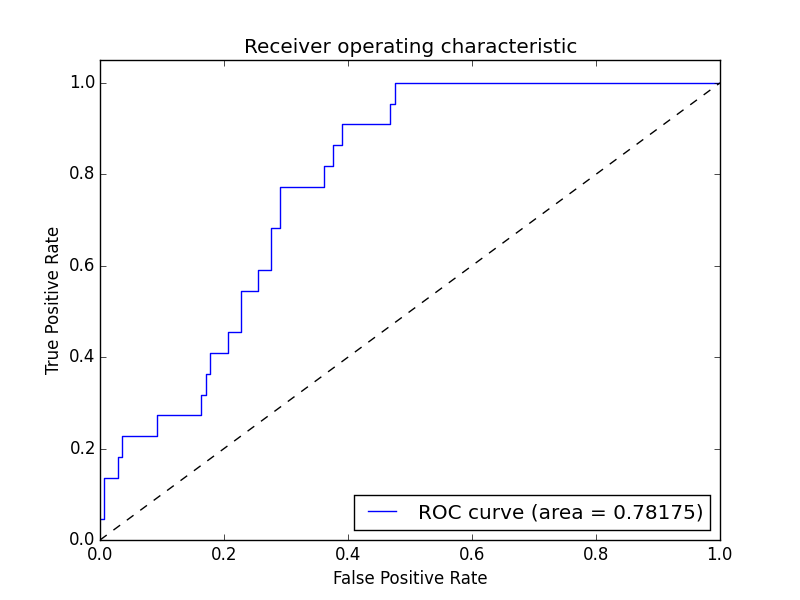 Receiver operating characteristic
1.0
0.8
0.6
0.4
0.2
0.0
True Positive Rate
ROC curve (area = 0.78175)
0.0 0.2 0.4 0.6 0.8 1.0
False Positive Rate